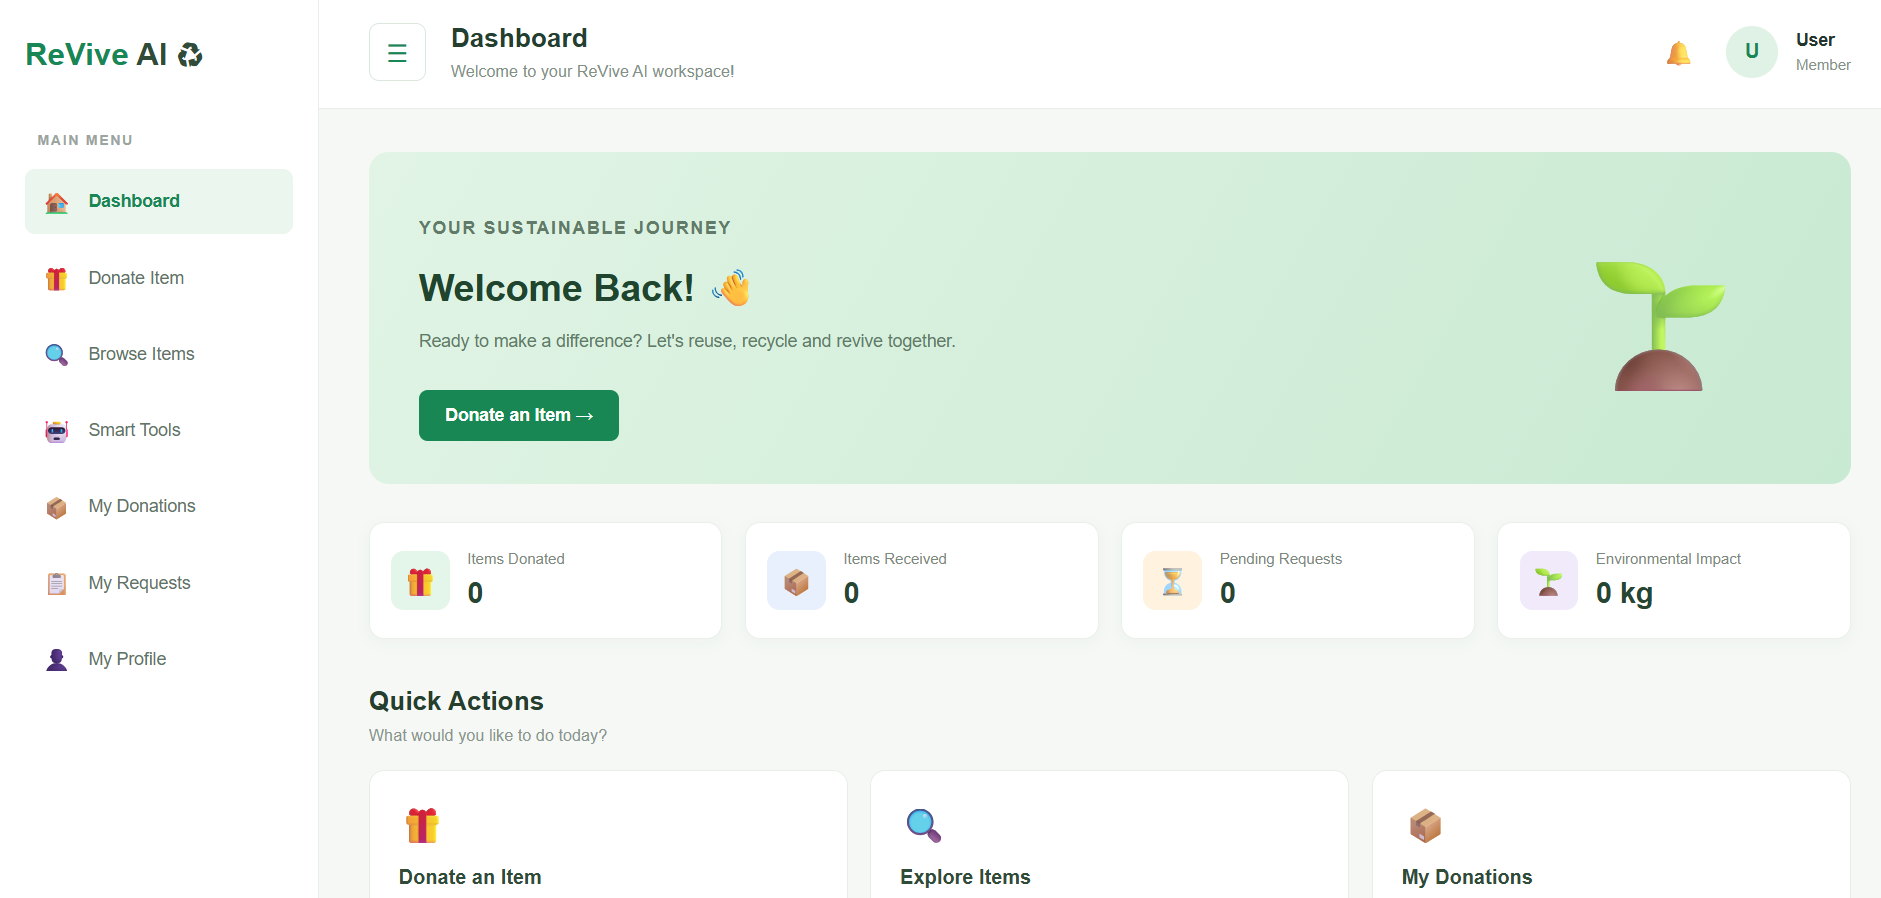 ReVive AI
MAIN MENU
Dashboard
Donate Item
Browse Items
Smart Tools
My Donations
My Requests
My Profile
Dashboard
Welcome to your ReVive AI workspace!
U
User
Member
YOUR SUSTAINABLE JOURNEY
Welcome Back!
Ready to make a difference? Let's reuse, recycle and revive together.
Donate an Item →
Items Donated
0
Items Received
0
Pending Requests
0
Environmental Impact
0 kg
Quick Actions
What would you like to do today?
Donate an Item
Explore Items
My Donations